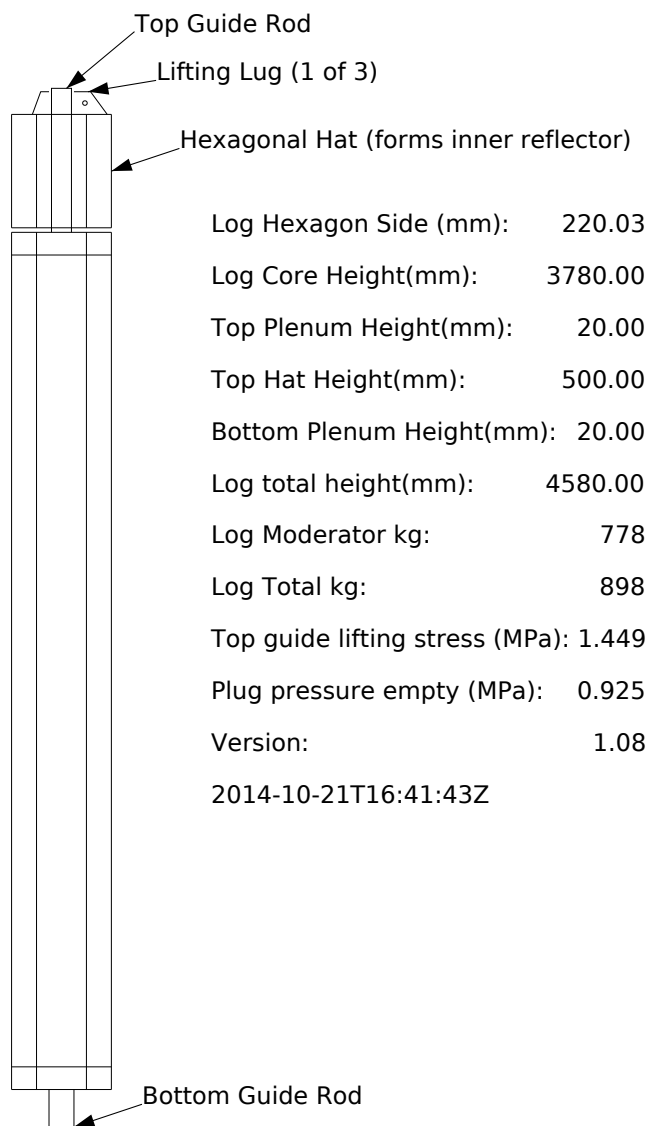 Top Guide Rod
Lifting Lug (1 of 3)
Hexagonal Hat (forms inner reflector)
Log Hexagon Side (mm): 220.03
Log Core Height(mm): 3780.00
Top Plenum Height(mm): 20.00
Top Hat Height(mm): 500.00
Bottom Plenum Height(mm): 20.00
Log total height(mm): 4580.00
Log Moderator kg: 778
Log Total kg: 898
Top guide lifting stress (MPa): 1.449
Plug pressure empty (MPa): 0.925
Version: 1.08
2014-10-21T16:41:43Z
Bottom Guide Rod